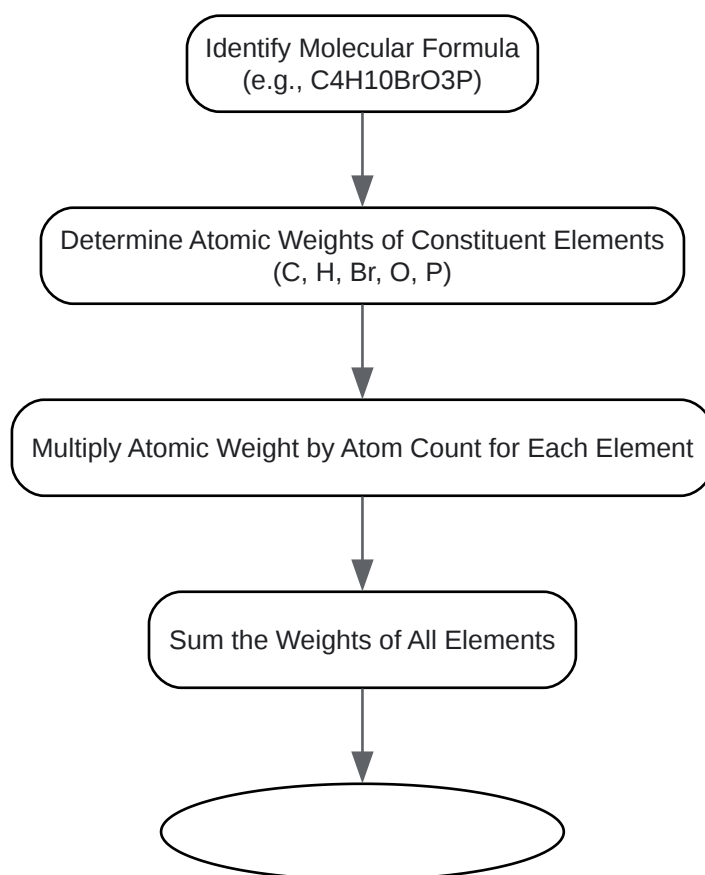 Identify Molecular Formula
(e.g., C4H10BrO3P)
Determine Atomic Weights of Constituent Elements
(C, H, Br, O, P)
Multiply Atomic Weight by Atom Count for Each Element
Sum the Weights of All Elements